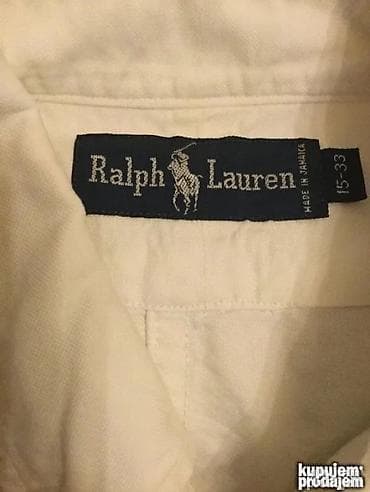 Ralph Lauren
MADE IN JAMAICA
15-33
kupujem
prodajem